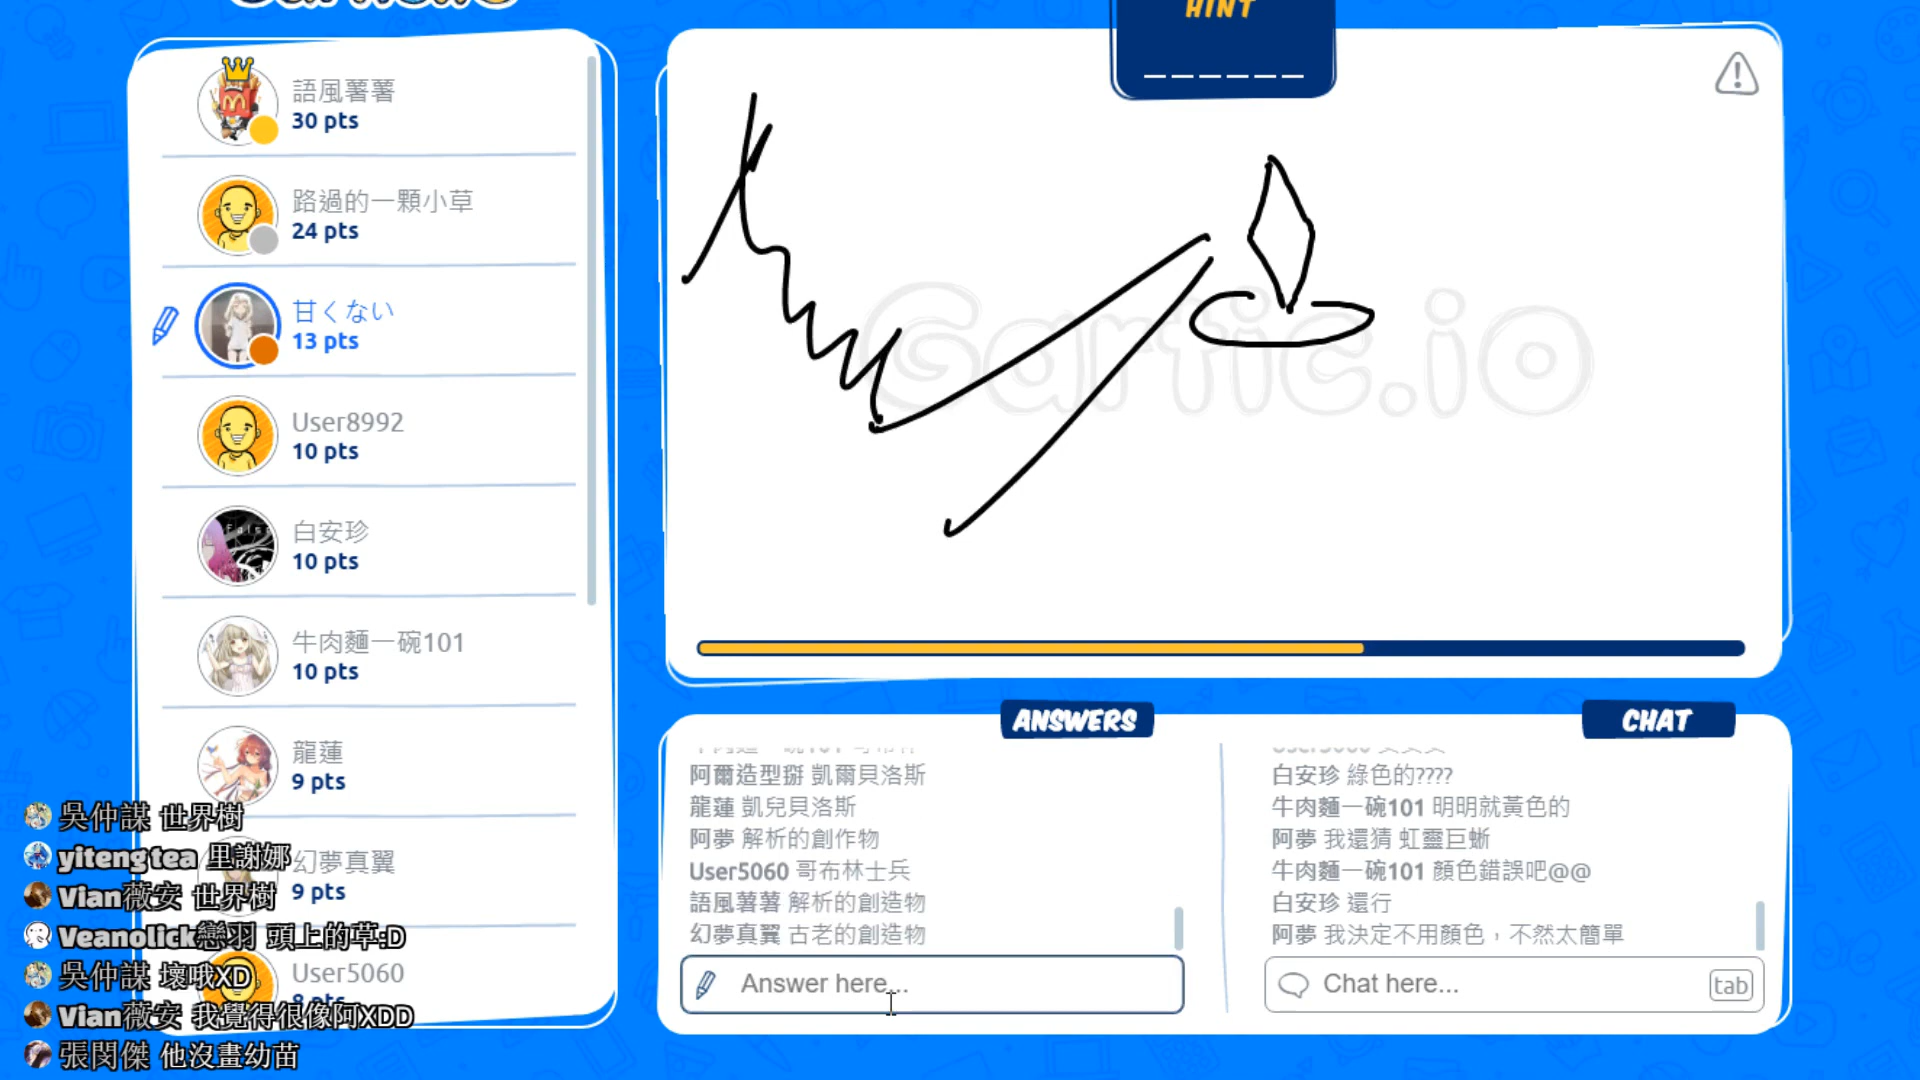 HINT
語風薯薯
30 pts
路過的一顆小草
24 pts
甘くない
13 pts
User8992
10 pts
白安珍
10 pts
牛肉麵一碗101
10 pts
龍蓮
9 pts
幻夢真翼
9 pts
User5060
8 pts
吳仲謀 世界樹
yiteng tea 里謝娜
Vian薇安 世界樹
Veanolick戀羽 頭上的草:D
吳仲謀 壞哦XD
Vian薇安 我覺得很像阿XDD
張閔傑 他沒畫幼苗
Gartic.io
ANSWERS
阿爾造型掰 凱爾貝洛斯
龍蓮 凱兒貝洛斯
阿夢 解析的創作物
User5060 哥布林士兵
語風薯薯 解析的創造物
幻夢真翼 古老的創造物
Answer here...
CHAT
白安珍 綠色的????
牛肉麵一碗101 明明就黃色的
阿夢 我還猜 虹靈巨蜥
牛肉麵一碗101 顏色錯誤吧@@
白安珍 還行
阿夢 我決定不用顏色，不然太簡單
Chat here...
tab